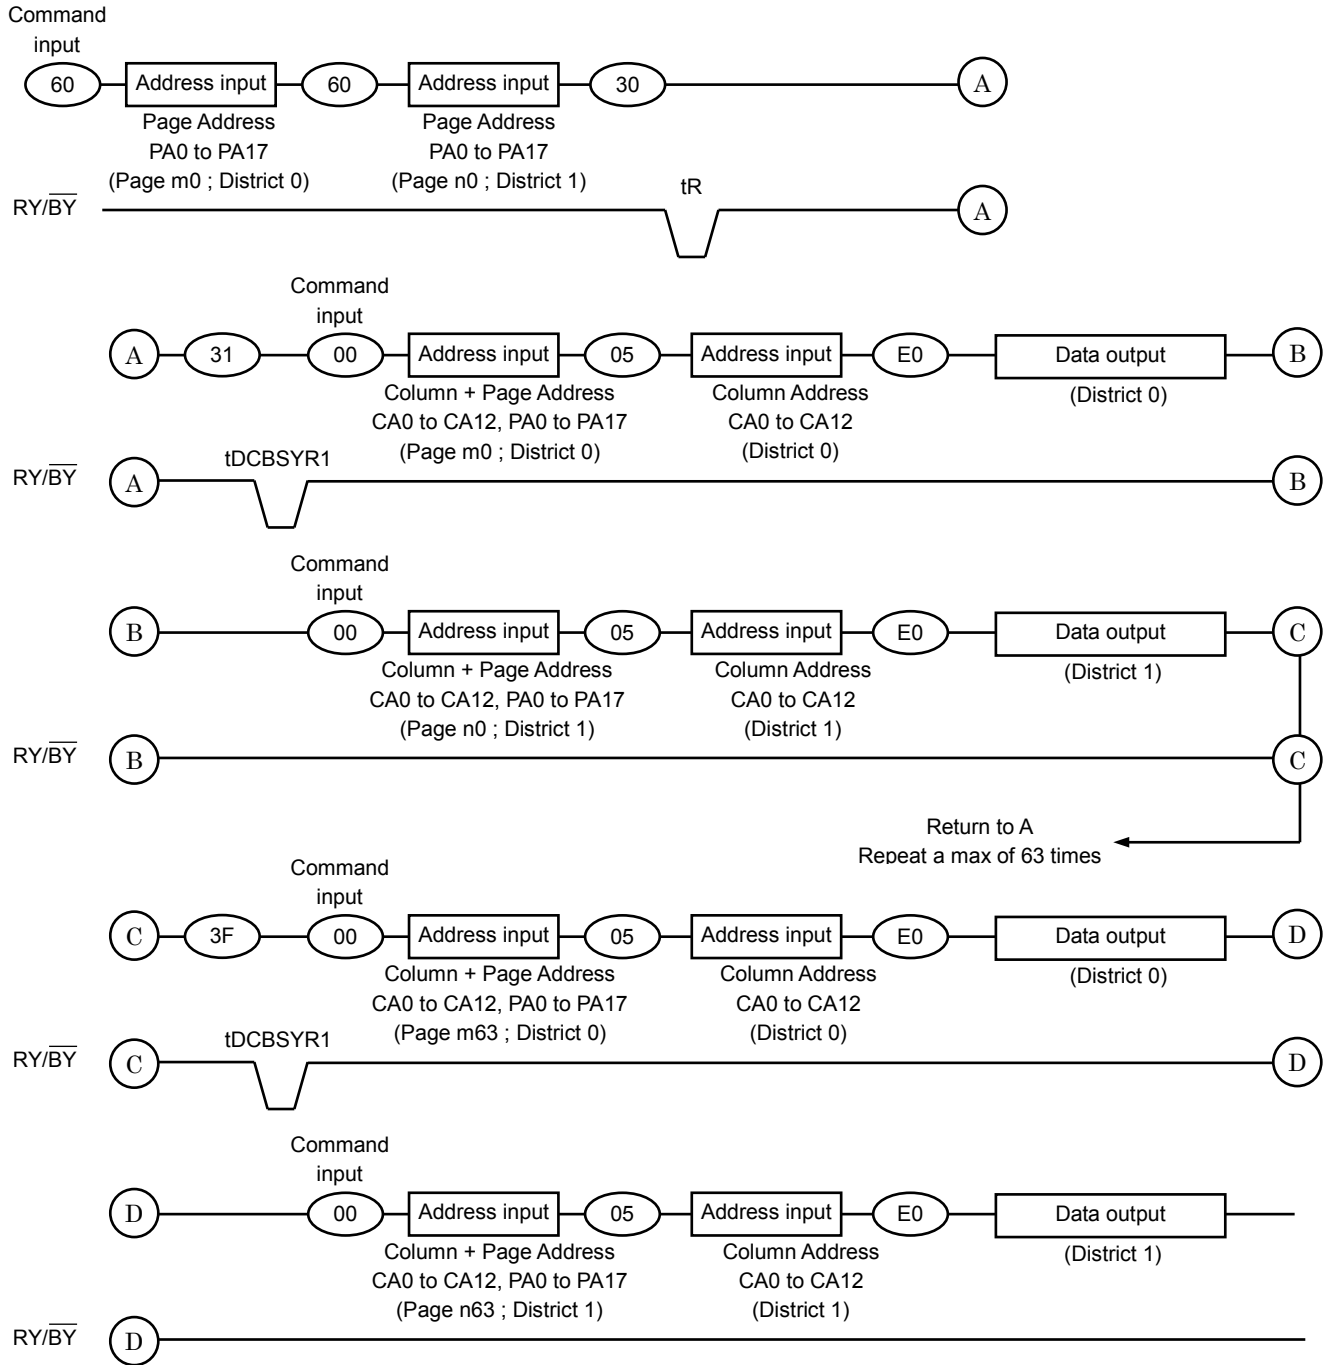 Command
input
60 Address input 60 Address input 30 A
Page Address Page Address
PA0 to PA17 PA0 to PA17
(Page m0 ; District 0) (Page n0 ; District 1)
tR
RY/BY A
Command
input
A 31 00 Address input 05 Address input E0 Data output B
Column + Page Address Column Address (District 0)
CA0 to CA12, PA0 to PA17 CA0 to CA12
(Page m0 ; District 0) (District 0)
tDCBSYR1
RY/BY A B
Command
input
B 00 Address input 05 Address input E0 Data output C
Column + Page Address Column Address (District 1)
CA0 to CA12, PA0 to PA17 CA0 to CA12
(Page n0 ; District 1) (District 1)
RY/BY B C
Return to A
Repeat a max of 63 times
Command
input
C 3F 00 Address input 05 Address input E0 Data output D
Column + Page Address Column Address (District 0)
CA0 to CA12, PA0 to PA17 CA0 to CA12
(Page m63 ; District 0) (District 0)
tDCBSYR1
RY/BY C D
Command
input
D 00 Address input 05 Address input E0 Data output
Column + Page Address Column Address (District 1)
CA0 to CA12, PA0 to PA17 CA0 to CA12
(Page n63 ; District 1) (District 1)
RY/BY D